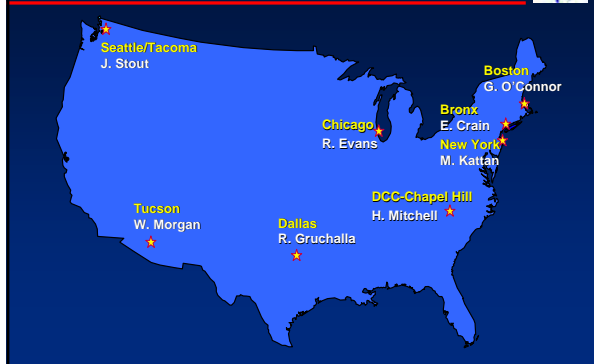 Seattle/Tacoma
J. Stout
Boston
G. O'Connor
Bronx
E. Crain
Chicago
R. Evans
New York
M. Kattan
DCC-Chapel Hill
H. Mitchell
Tucson
W. Morgan
Dallas
R. Gruchalla